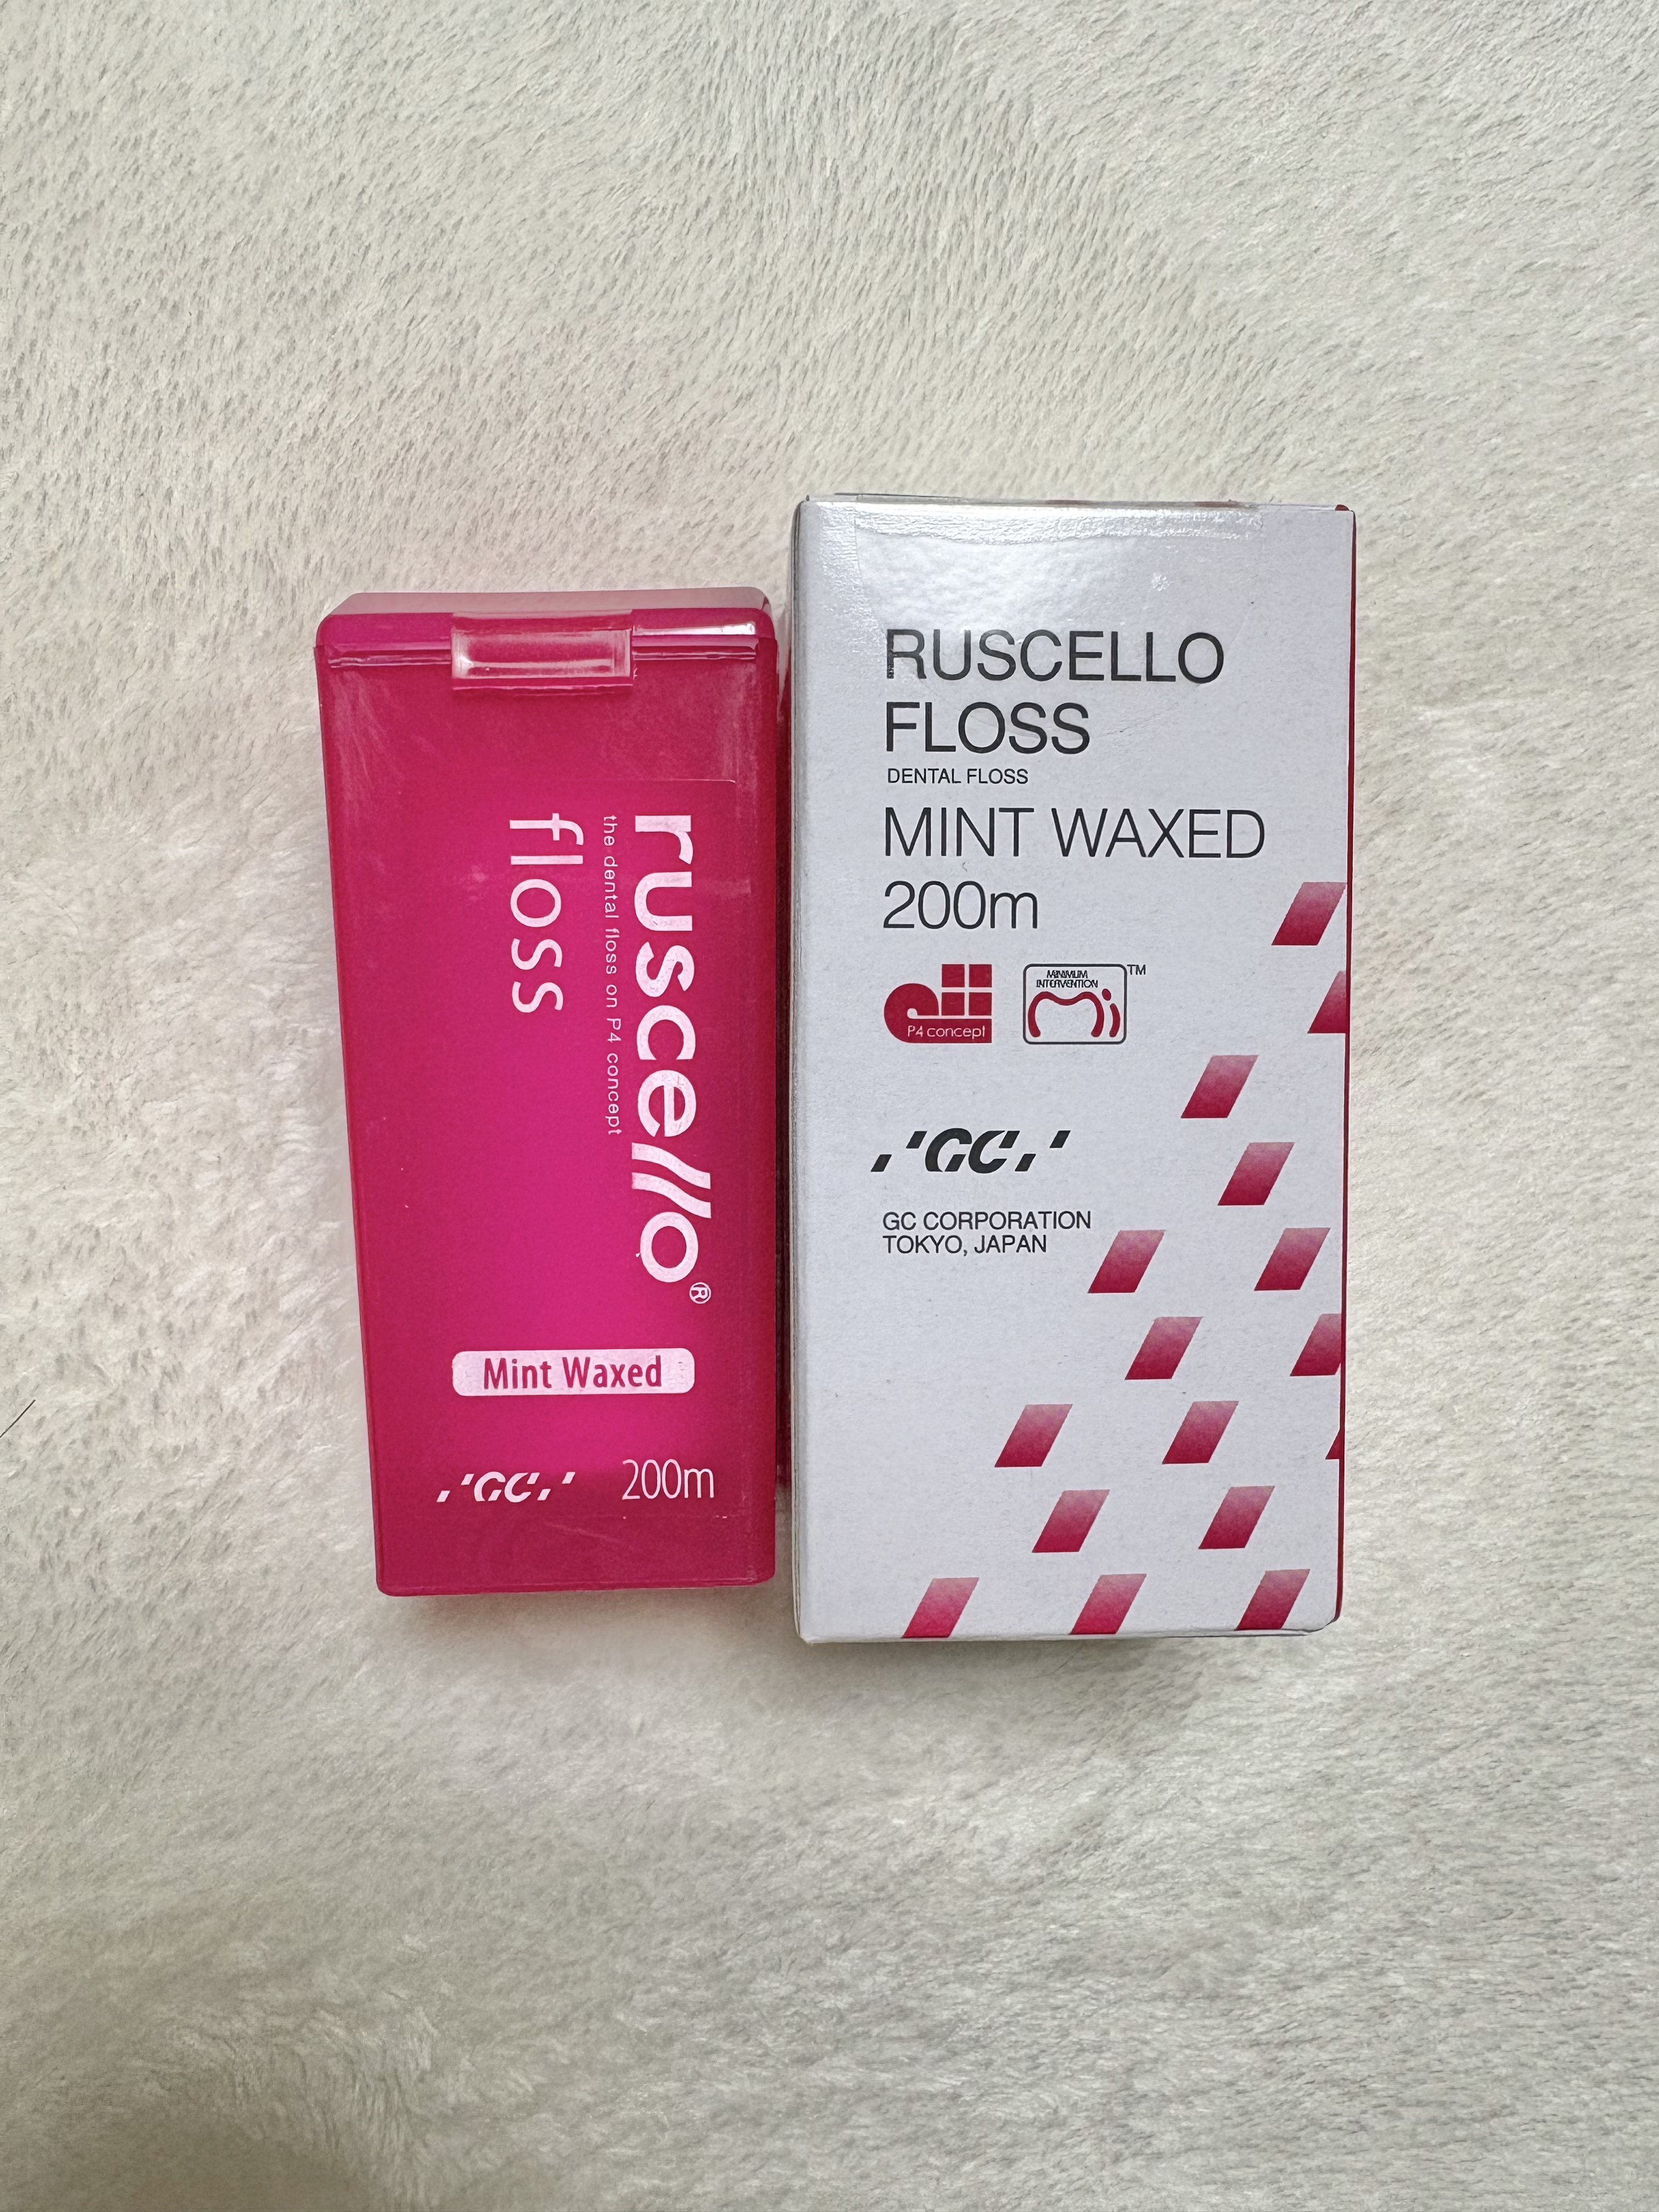 ruscello®
the dental floss on P4 concept
floss
Mint Waxed
GC 200m
RUSCELLO
FLOSS
DENTAL FLOSS
MINT WAXED
200m
P4 concept
MINIMUM
INTERVENTION
Mi
TM
GC
GC CORPORATION
TOKYO, JAPAN